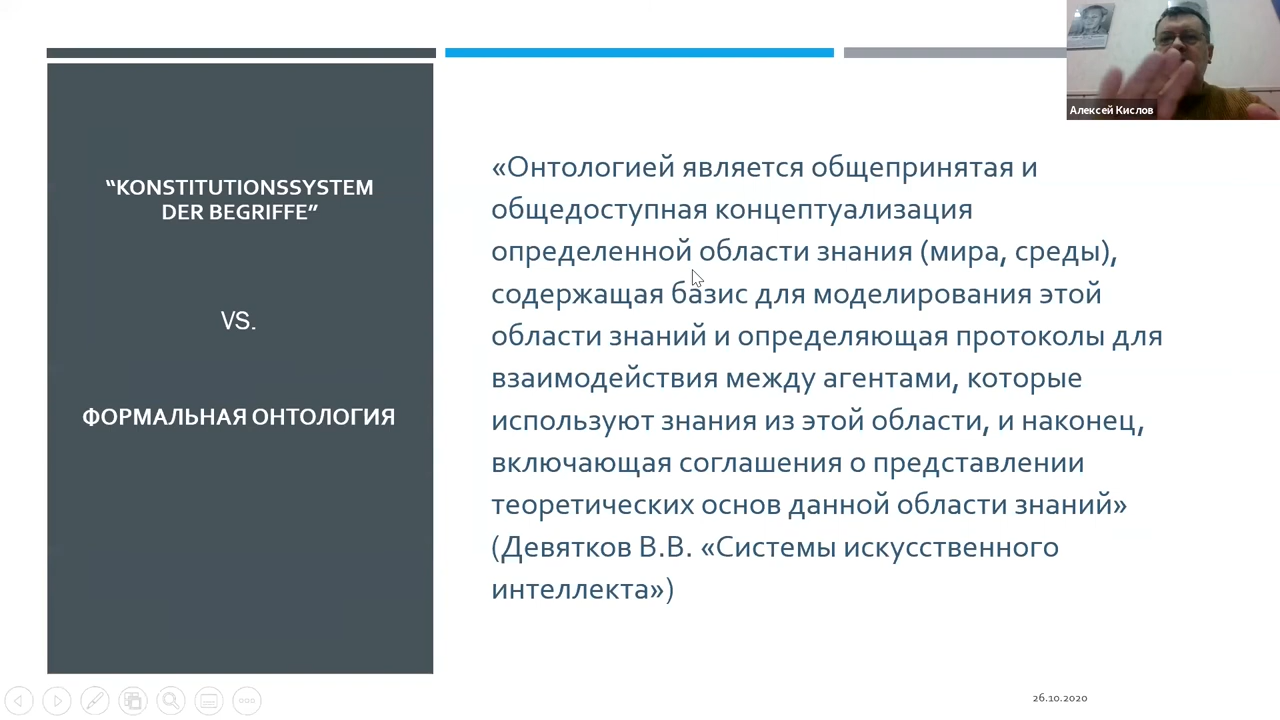 Алексей Кислов
“KONSTITUTIONSSYSTEM
DER BEGRIFFE”
VS.
ФОРМАЛЬНАЯ ОНТОЛОГИЯ
«Онтологией является общепринятая и
общедоступная концептуализация
определенной области знания (мира, среды),
содержащая базис для моделирования этой
области знаний и определяющая протоколы для
взаимодействия между агентами, которые
используют знания из этой области, и наконец,
включающая соглашения о представлении
теоретических основ данной области знаний»
(Девятков В.В. «Системы искусственного
интеллекта»)
26.10.2020